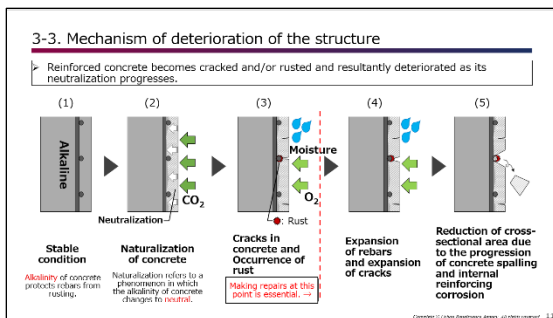 3-3. Mechanism of deterioration of the structure
➢ Reinforced concrete becomes cracked and/or rusted and resultantly deteriorated as its
neutralization progresses.
(1)
(2)
(3)
(4)
(5)
Alkaline
Neutralization
CO2
Moisture
O2
: Rust
Stable
condition
Alkalinity of concrete
protects rebars from
rusting.
Naturalization
of concrete
Naturalization refers to a
phenomenon in which
the alkalinity of concrete
changes to neutral.
Cracks in
concrete and
Occurrence of
rust
Making repairs at this
point is essential. →
Expansion
of rebars and
expansion of
cracks
Reduction of cross-
sectional area due
to the progression
of concrete spalling
and internal
reinforcing
corrosion
All rights reserved